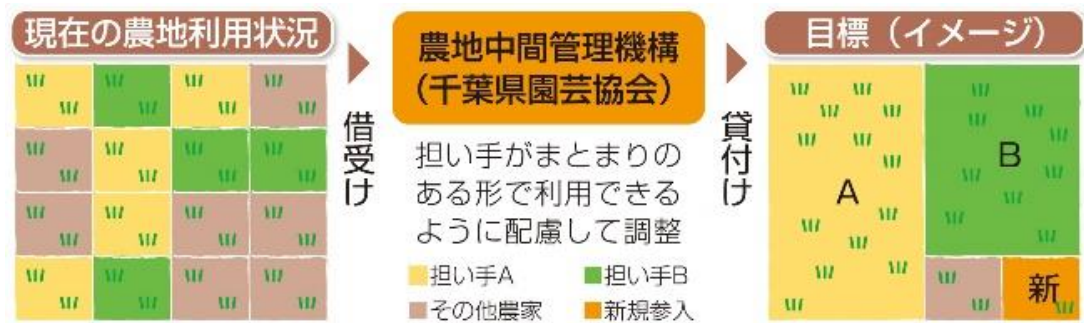 現在の農地利用状況
借受け
農地中間管理機構
(千葉県園芸協会)
担い手がまとまりの
ある形で利用できる
ように配慮して調整
担い手A
担い手B
その他農家
新規参入
貸付け
目標(イメージ)
A
B
新